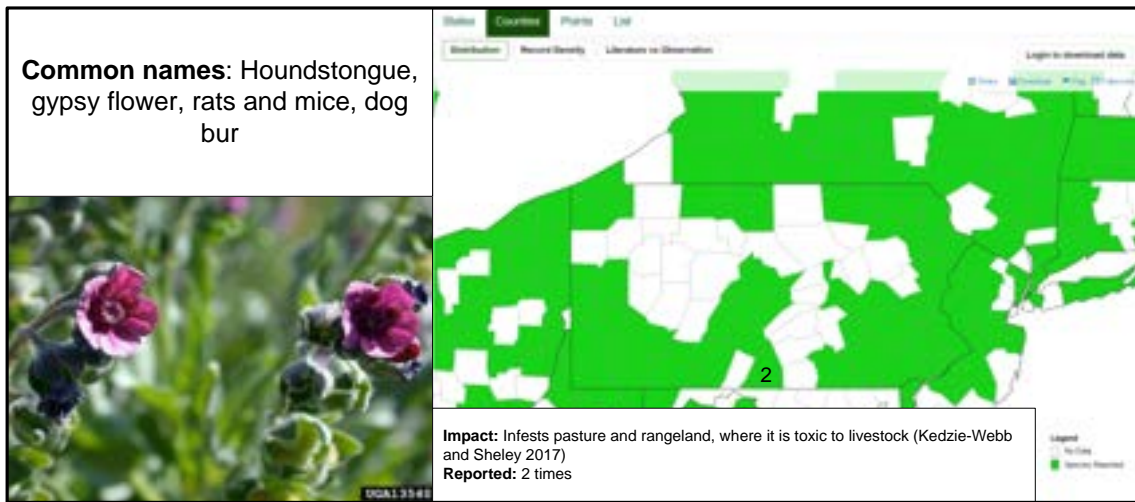 Common names: Houndstongue,
gypsy flower, rats and mice, dog
bur
States Counties Points List
Distribution Record Density Literature vs Observation
Login to download data
2
Impact: Infests pasture and rangeland, where it is toxic to livestock (Kedzie-Webb
and Sheley 2017)
Reported: 2 times
Legend
No Data
Species Reported